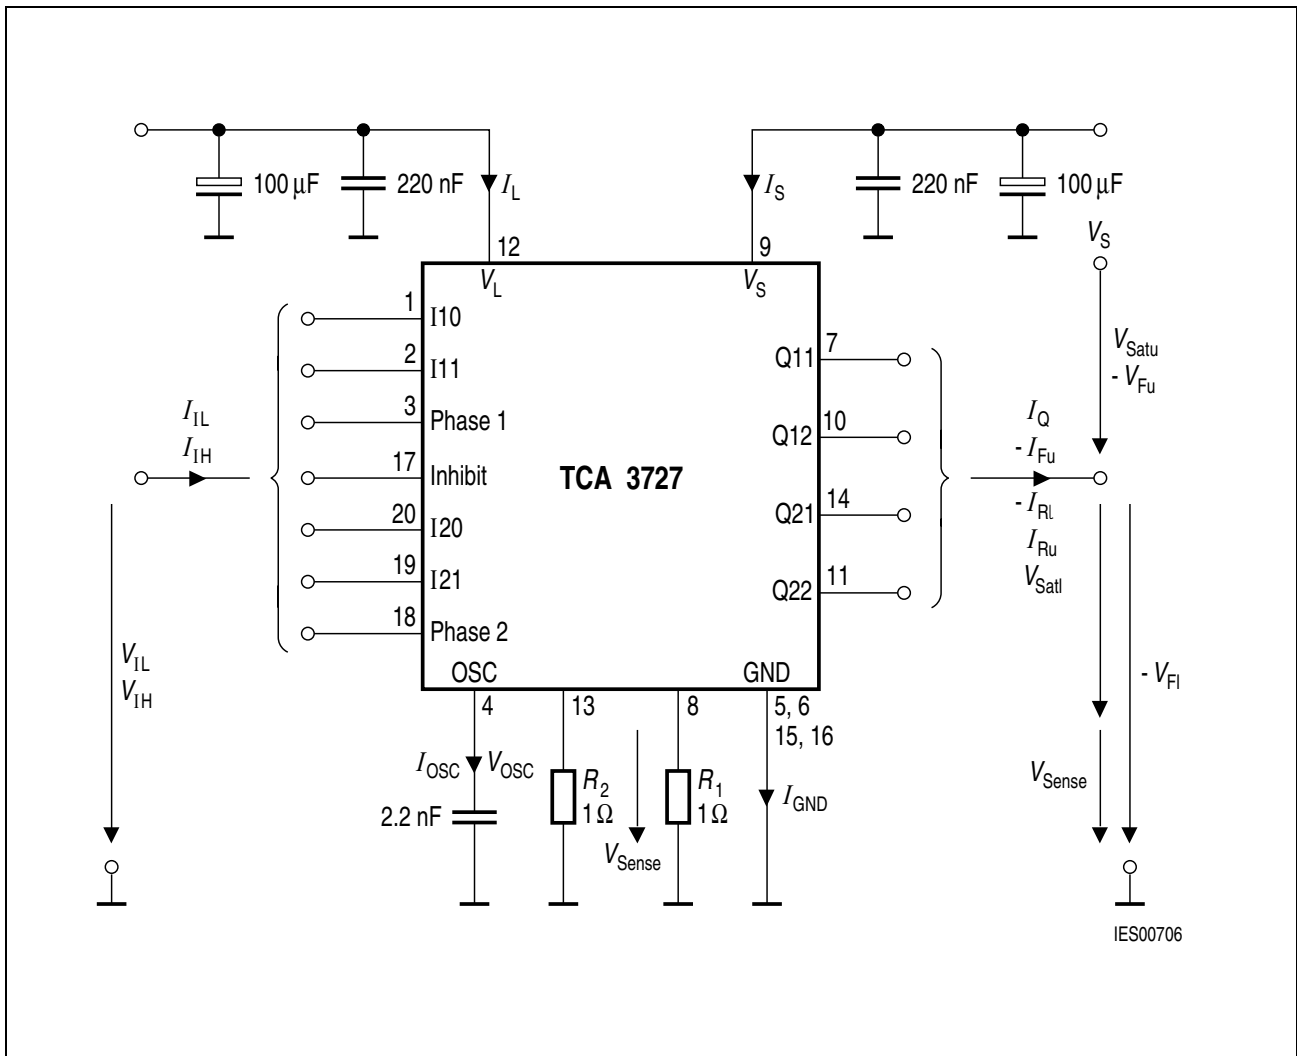 100 µF
220 nF
I_L
I_S
220 nF
100 µF
12
9
V_S
V_L
V_S
1
I10
2
I11
3
Phase 1
17
Inhibit
20
I20
19
I21
18
Phase 2
I_IL
I_IH
V_IL
V_IH
TCA 3727
Q11
7
Q12
10
Q21
14
Q22
11
I_Q
- I_Fu
- I_Rl
I_Ru
V_Satl
V_Satu
- V_Fu
- V_Fl
V_Sense
OSC
GND
4
13
8
5, 6
15, 16
I_OSC
V_OSC
2.2 nF
R_2
1 Ω
V_Sense
R_1
1 Ω
I_GND
IES00706